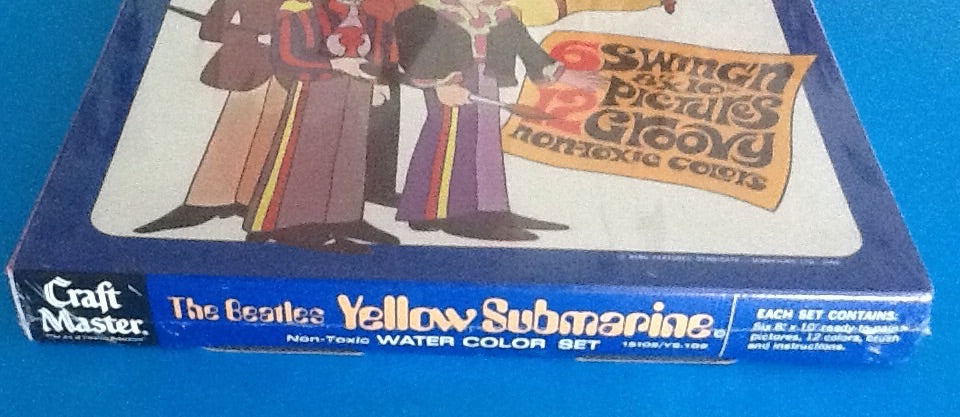 6 SWING'N
8x10
PICTURES
12 GROOVY
non-toxic colors
Craft
Master.
The Beatles Yellow Submarine
Non-Toxic WATER COLOR SET
EACH SET CONTAINS:
Six 8" x 10" ready to paint
pictures, 12 colors, brush
and instructions.